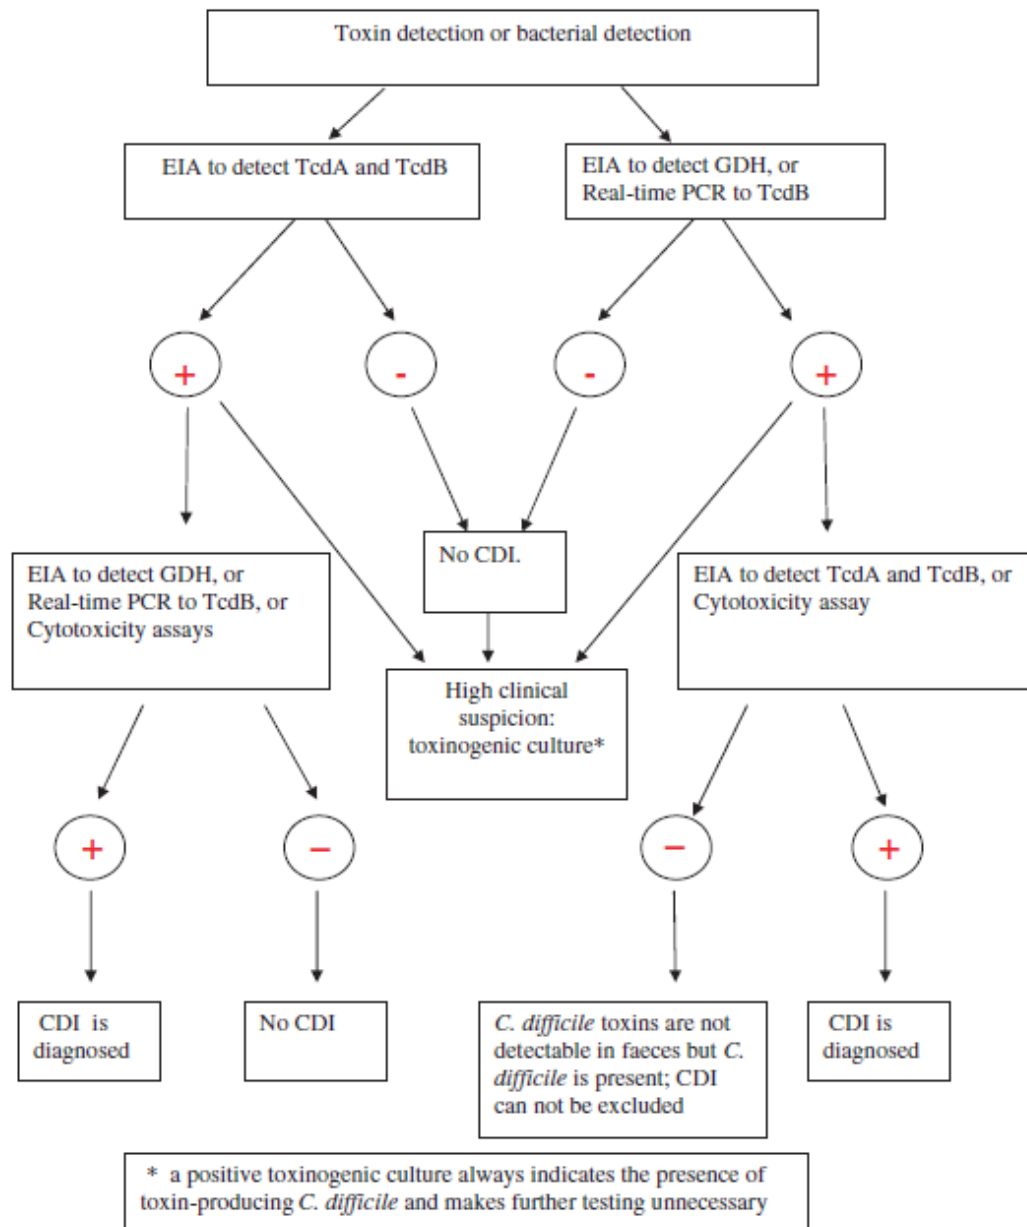 Toxin detection or bacterial detection
EIA to detect TcdA and TcdB
EIA to detect GDH, or
Real-time PCR to TcdB
+
-
-
+
No CDI.
EIA to detect GDH, or
Real-time PCR to TcdB, or
Cytotoxicity assays
EIA to detect TcdA and TcdB, or
Cytotoxicity assay
High clinical
suspicion:
toxinogenic culture*
+
−
−
+
CDI is
diagnosed
No CDI
C. difficile toxins are not
detectable in faeces but C.
difficile is present; CDI
can not be excluded
CDI is
diagnosed
* a positive toxinogenic culture always indicates the presence of
toxin-producing C. difficile and makes further testing unnecessary